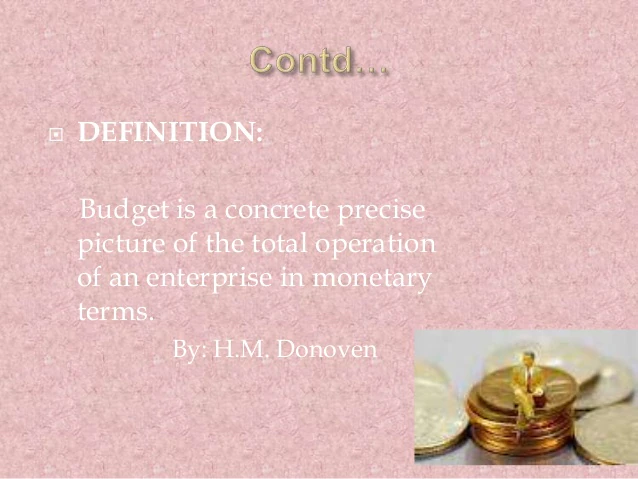 Contd...
DEFINITION:
Budget is a concrete precise
picture of the total operation
of an enterprise in monetary
terms.
By: H.M. Donoven